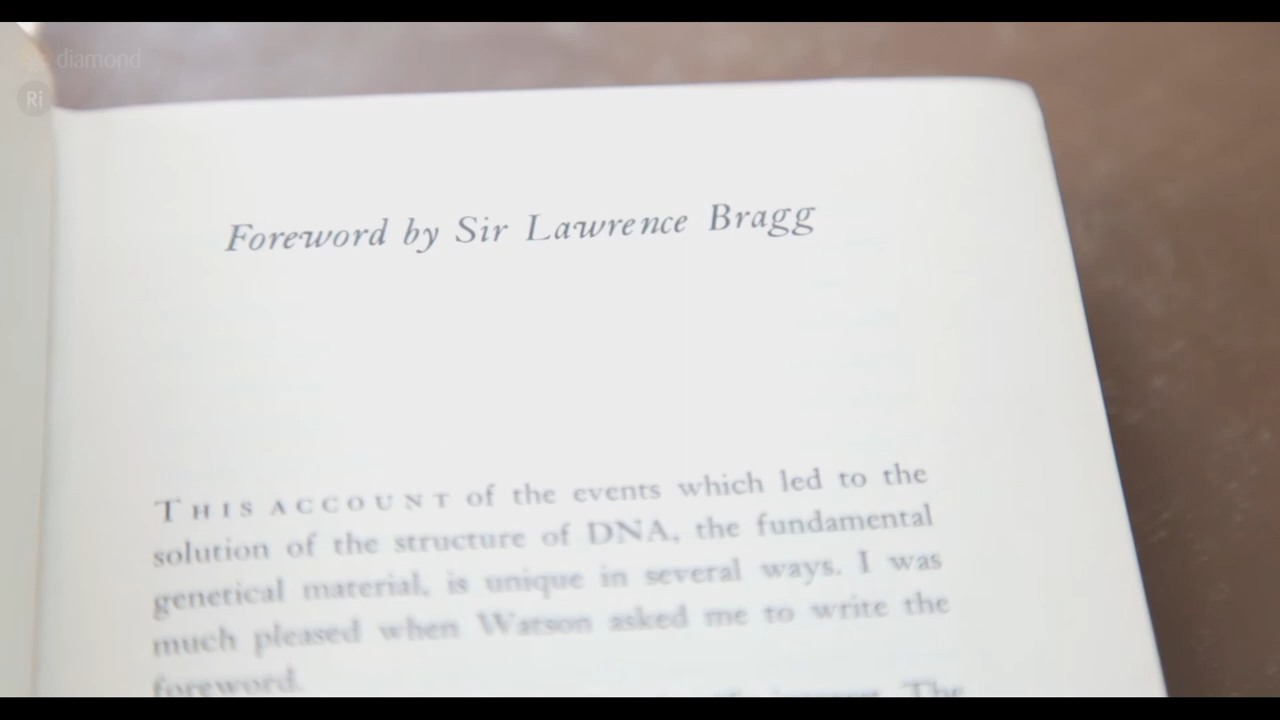 diamond
Ri
Foreword by Sir Lawrence Bragg
THIS ACCOUNT of the events which led to the
solution of the structure of DNA, the fundamental
genetical material, is unique in several ways. I was
much pleased when Watson asked me to write the
foreword.
The